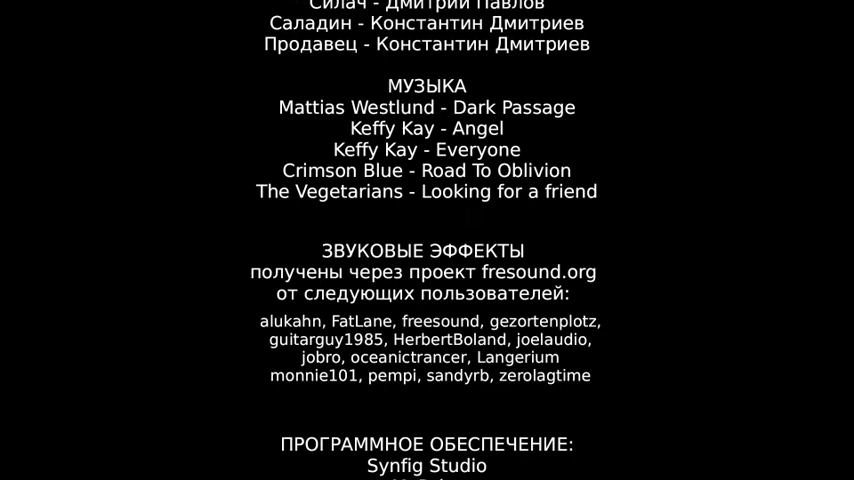 Силач - Дмитрий Павлов
Саладин - Константин Дмитриев
Продавец - Константин Дмитриев
МУЗЫКА
Mattias Westlund - Dark Passage
Keffy Kay - Angel
Keffy Kay - Everyone
Crimson Blue - Road To Oblivion
The Vegetarians - Looking for a friend
ЗВУКОВЫЕ ЭФФЕКТЫ
получены через проект fresound.org
от следующих пользователей:
alukahn, FatLane, freesound, gezortenplotz,
guitarguy1985, HerbertBoland, joelaudio,
jobro, oceanictrancer, Langerium
monnie101, pempi, sandyrb, zerolagtime
ПРОГРАММНОЕ ОБЕСПЕЧЕНИЕ:
Synfig Studio